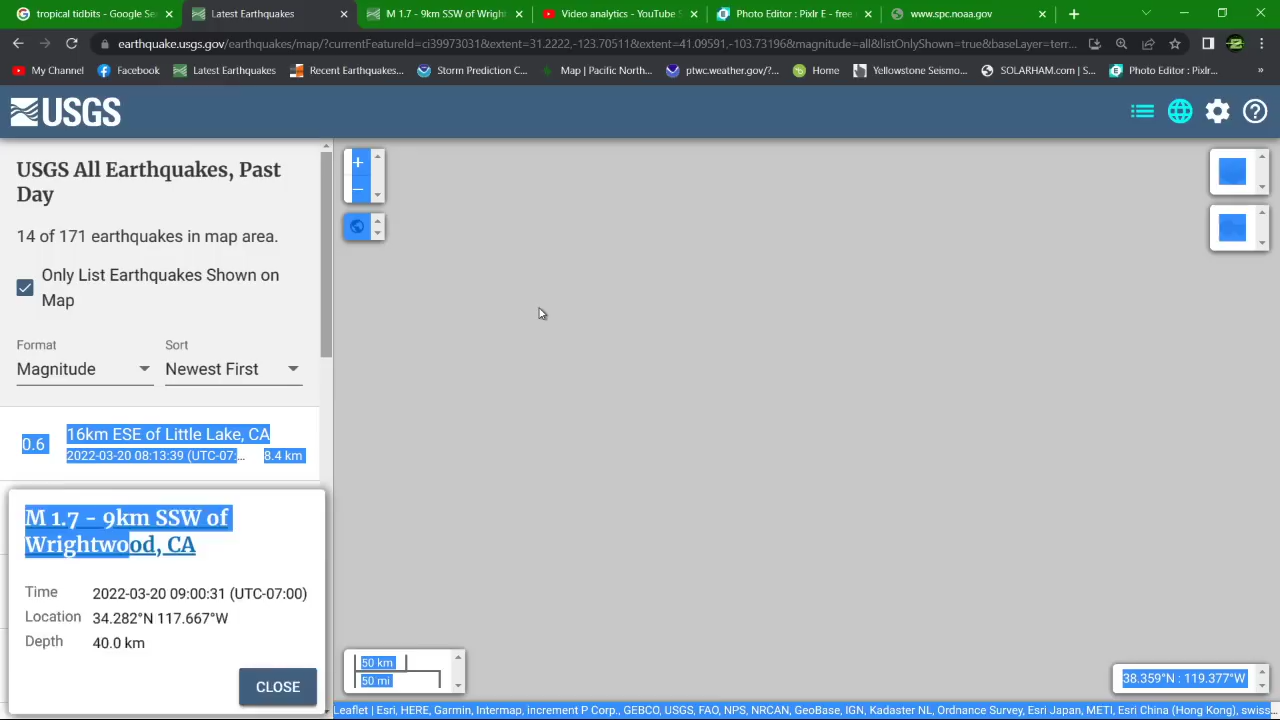 tropical tidbits - Google Se
Latest Earthquakes
M 1.7 - 9km SSW of Wrigh
Video analytics - YouTube S
Photo Editor : Pixlr E - free
www.spc.noaa.gov
earthquake.usgs.gov/earthquakes/map/?currentFeatureId=ci39973031&extent=31.2222,-123.70511&extent=41.09591,-103.73196&magnitude=all&listOnlyShown=true&baseLayer=terr...
My Channel
Facebook
Latest Earthquakes
Recent Earthquakes...
Storm Prediction C...
Map | Pacific North...
ptwc.weather.gov/?...
Home
Yellowstone Seismo...
SOLARHAM.com | S...
Photo Editor : Pixlr...
»
USGS
USGS All Earthquakes, Past
Day
14 of 171 earthquakes in map area.
Only List Earthquakes Shown on
Map
Format
Sort
Magnitude
Newest First
0.6
16km ESE of Little Lake, CA
2022-03-20 08:13:39 (UTC-07:...
8.4 km
M 1.7 - 9km SSW of
Wrightwood, CA
Time 2022-03-20 09:00:31 (UTC-07:00)
Location 34.282°N 117.667°W
Depth 40.0 km
CLOSE
+
−
50 km
50 mi
38.359°N : 119.377°W
Leaflet | Esri, HERE, Garmin, Intermap, increment P Corp., GEBCO, USGS, FAO, NPS, NRCAN, GeoBase, IGN, Kadaster NL, Ordnance Survey, Esri Japan, METI, Esri China (Hong Kong), swiss...